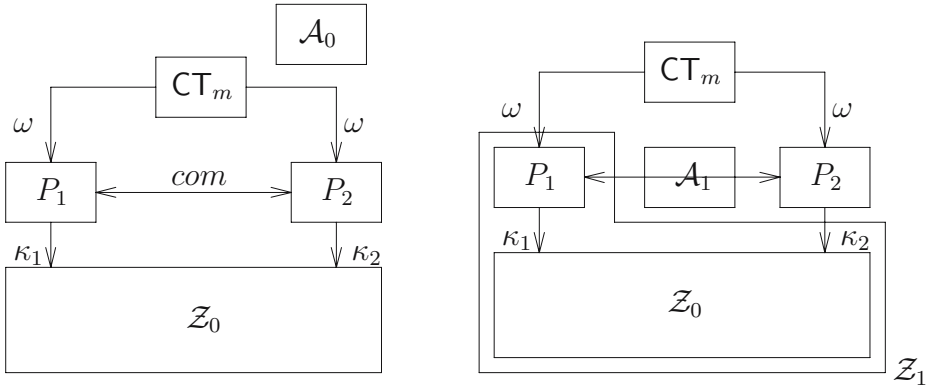 𝒜₀
CT_m
ω ω
P₁ com P₂
κ₁ κ₂
𝒵₀
CT_m
ω ω
P₁ 𝒜₁ P₂
κ₁ κ₂
𝒵₀
𝒵₁